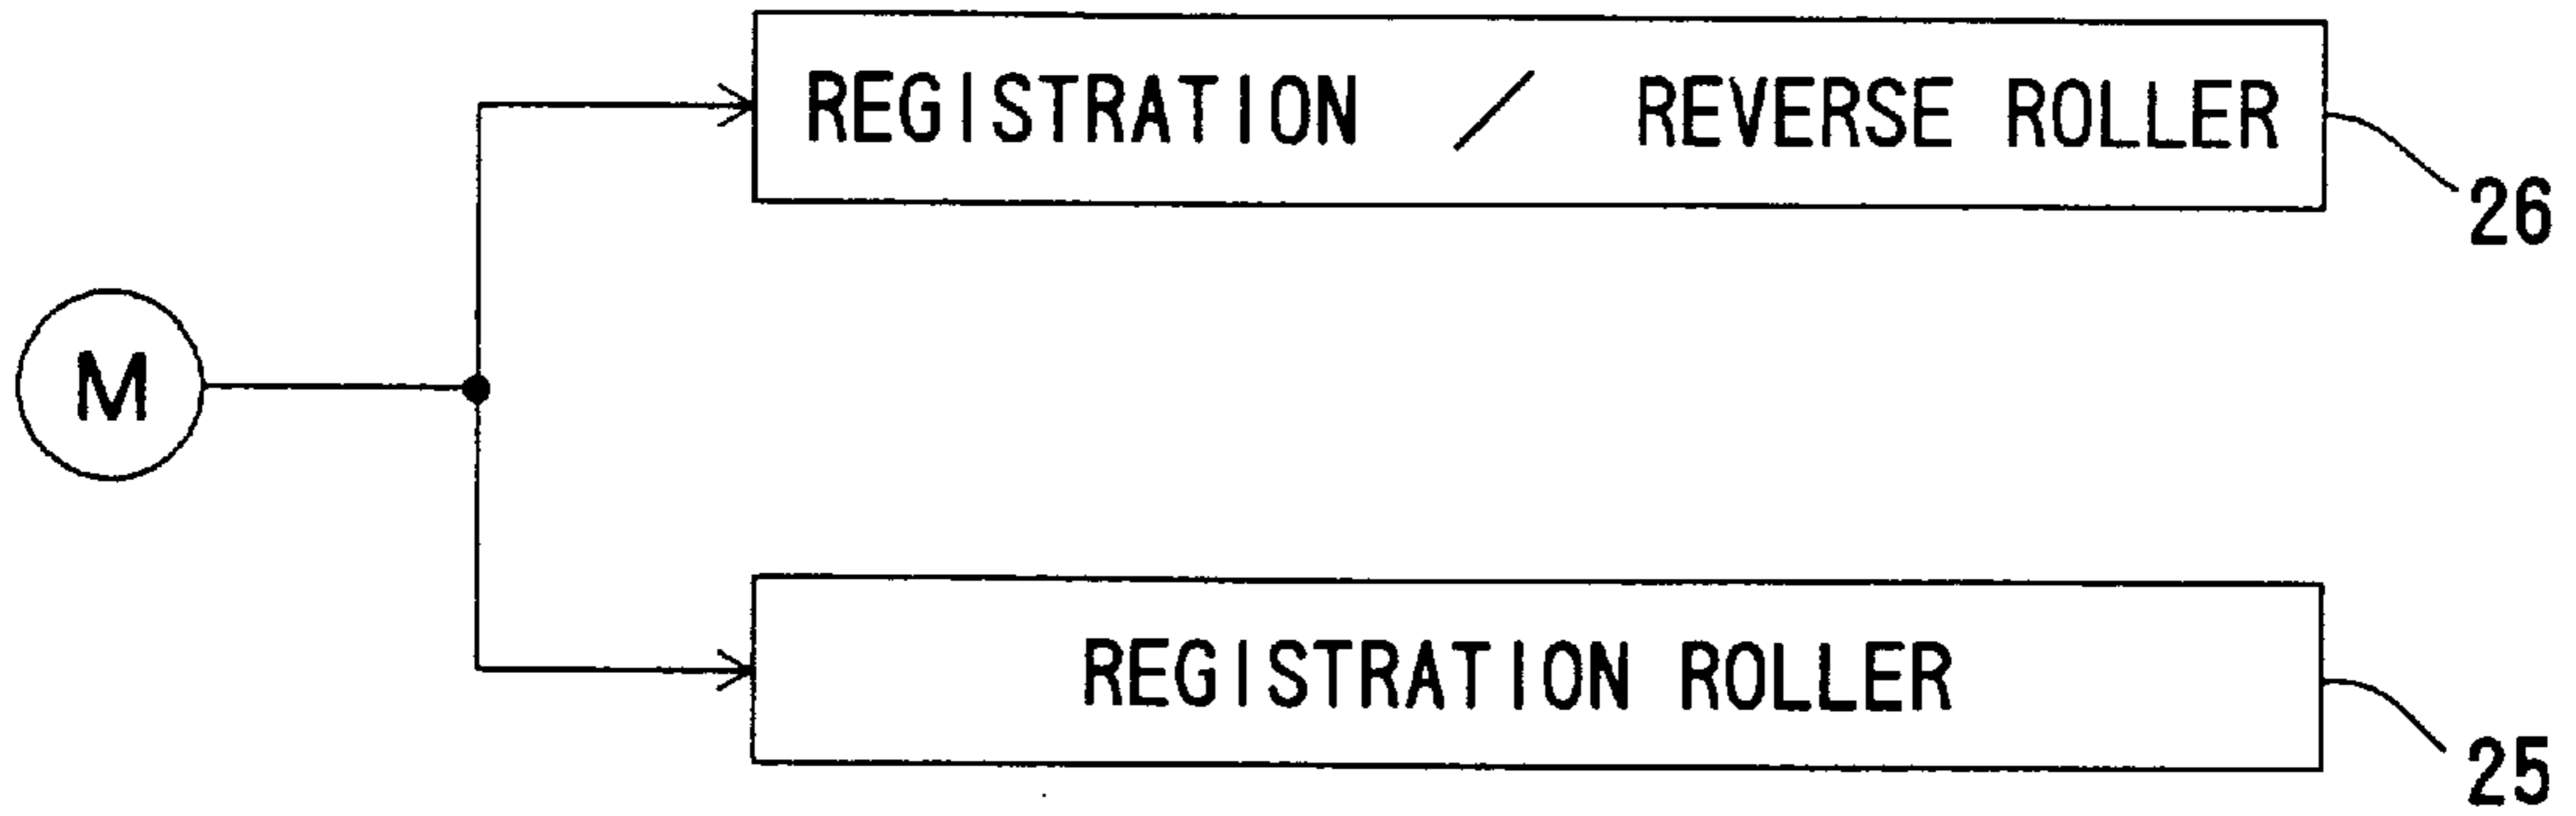 REGISTRATION / REVERSE ROLLER
26
M
REGISTRATION ROLLER
25